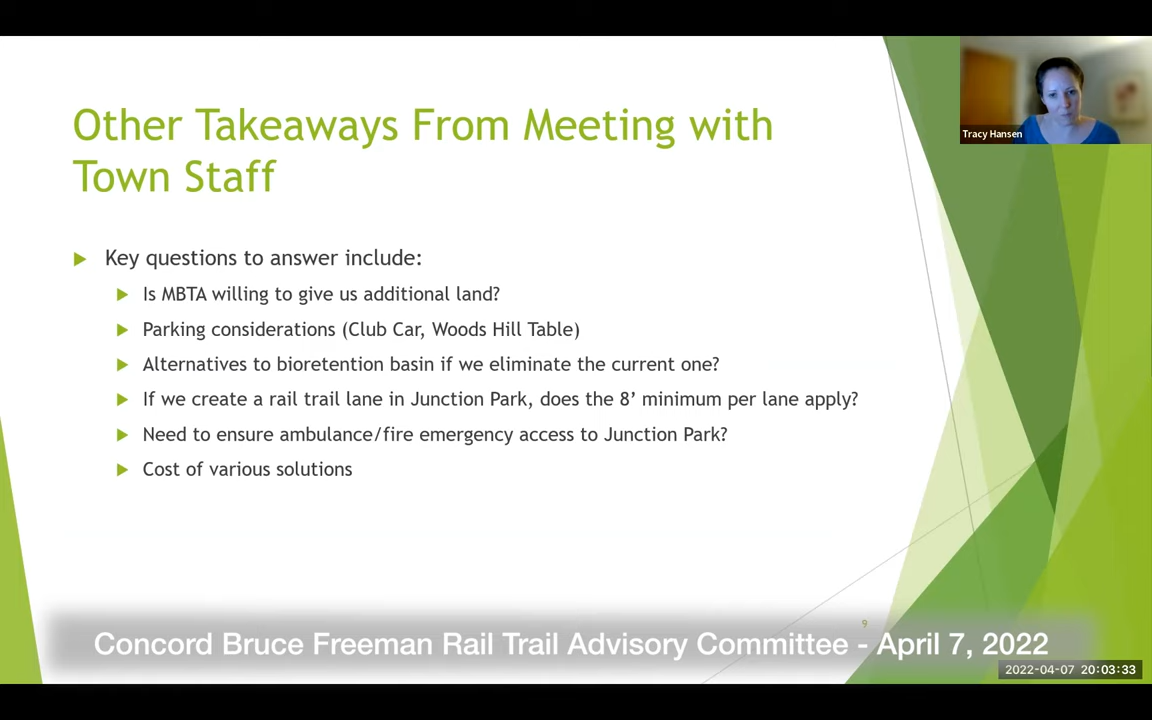 Other Takeaways From Meeting with
Town Staff
Tracy Hansen
Key questions to answer include:
Is MBTA willing to give us additional land?
Parking considerations (Club Car, Woods Hill Table)
Alternatives to bioretention basin if we eliminate the current one?
If we create a rail trail lane in Junction Park, does the 8’ minimum per lane apply?
Need to ensure ambulance/fire emergency access to Junction Park?
Cost of various solutions
9
Concord Bruce Freeman Rail Trail Advisory Committee - April 7, 2022
2022-04-07 20:03:33